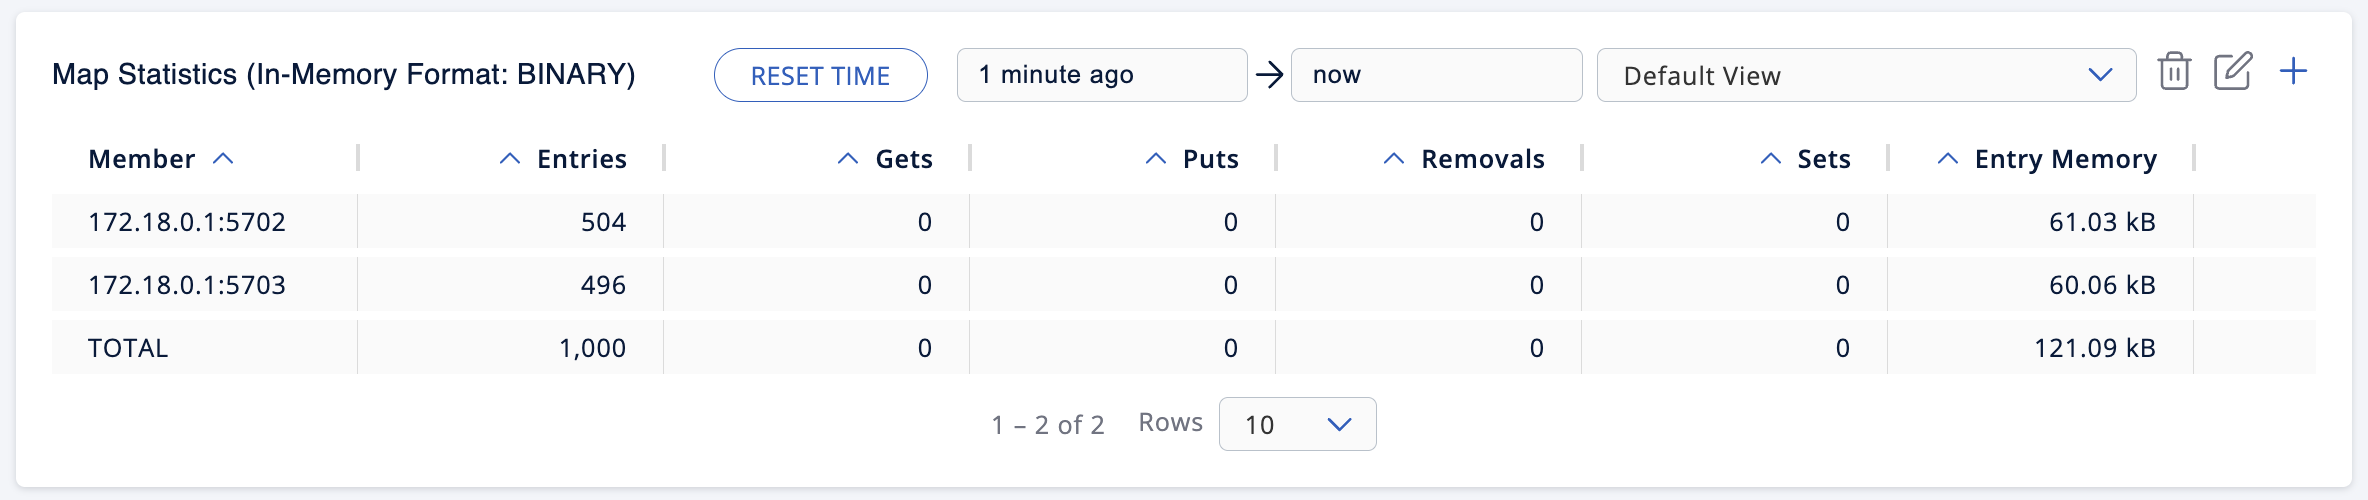 Map Statistics (In-Memory Format: BINARY) RESET TIME 1 minute ago → now Default View
Member Entries Gets Puts Removals Sets Entry Memory
172.18.0.1:5702 504 0 0 0 0 61.03 kB
172.18.0.1:5703 496 0 0 0 0 60.06 kB
TOTAL 1,000 0 0 0 0 121.09 kB
1 – 2 of 2 Rows 10